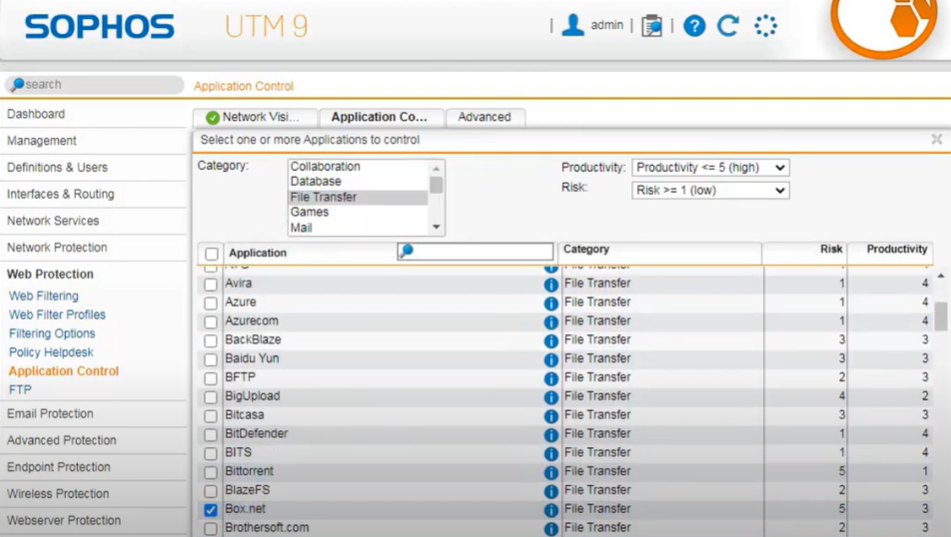 SOPHOS UTM 9 admin
search
Application Control
Dashboard
Management
Definitions & Users
Interfaces & Routing
Network Services
Network Protection
Web Protection
Web Filtering
Web Filter Profiles
Filtering Options
Policy Helpdesk
Application Control
FTP
Email Protection
Advanced Protection
Endpoint Protection
Wireless Protection
Webserver Protection
Network Visi... Application Co... Advanced
Select one or more Applications to control
Category:
Collaboration
Database
File Transfer
Games
Mail
Productivity: Productivity <= 5 (high)
Risk: Risk >= 1 (low)
Application Category Risk Productivity
Avira File Transfer 1 4
Azure File Transfer 1 4
Azurecom File Transfer 1 4
BackBlaze File Transfer 3 3
Baidu Yun File Transfer 3 3
BFTP File Transfer 2 3
BigUpload File Transfer 4 2
Bitcasa File Transfer 3 3
BitDefender File Transfer 1 4
BITS File Transfer 1 4
Bittorrent File Transfer 5 1
BlazeFS File Transfer 2 3
Box.net File Transfer 5 3
Brothersoft.com File Transfer 2 3